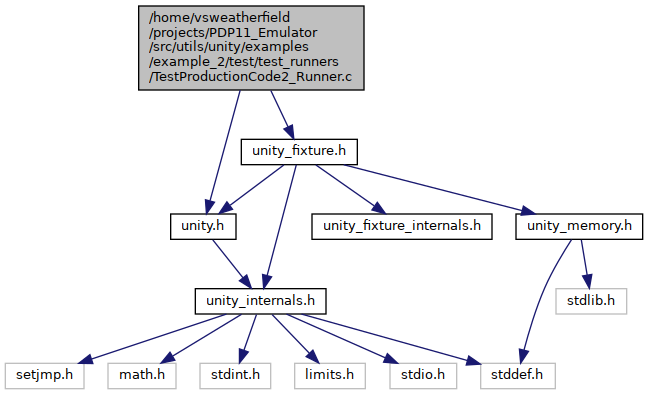 /home/vsweatherfield
/projects/PDP11_Emulator
/src/utils/unity/examples
/example_2/test/test_runners
/TestProductionCode2_Runner.c
unity_fixture.h
unity.h
unity_fixture_internals.h
unity_memory.h
unity_internals.h
stdlib.h
setjmp.h
math.h
stdint.h
limits.h
stdio.h
stddef.h